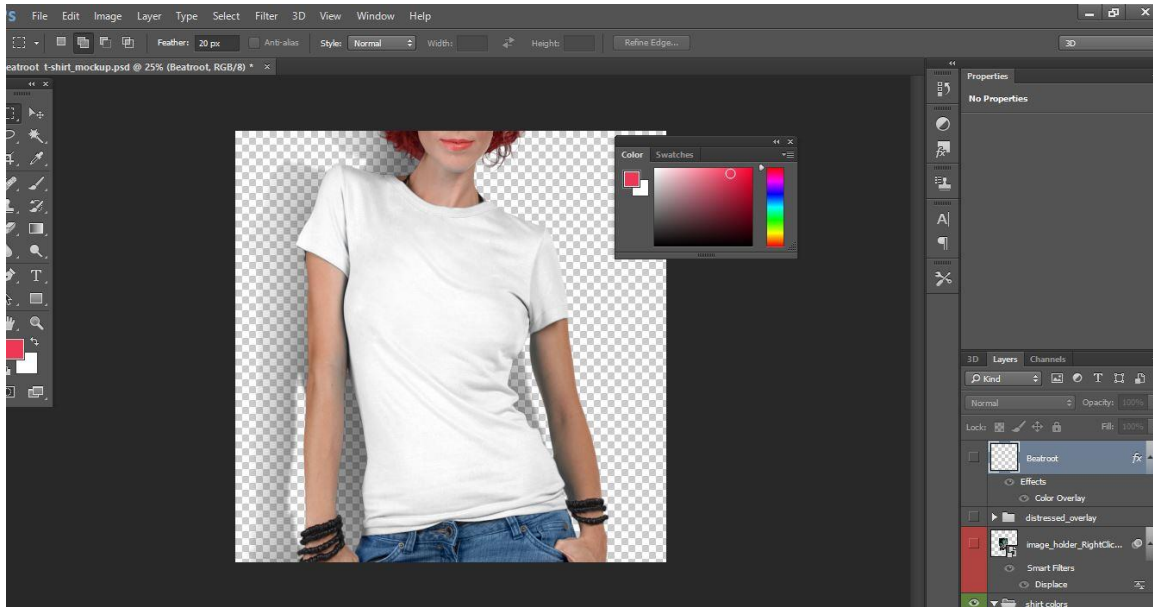 S File Edit Image Layer Type Select Filter 3D View Window Help
Feather: 20 px Anti-alias Style: Normal Width: Height: Refine Edge... 3D
eatroot t-shirt_mockup.psd @ 25% (Beatroot, RGB/8) * ×
Properties
No Properties
Color Swatches
A
T
3D Layers Channels
Kind T
Normal Opacity: 100%
Lock: Fill: 100%
Beatroot fx
Effects
Color Overlay
distressed_overlay
image_holder_RightClic...
Smart Filters
Displace
shirt colors